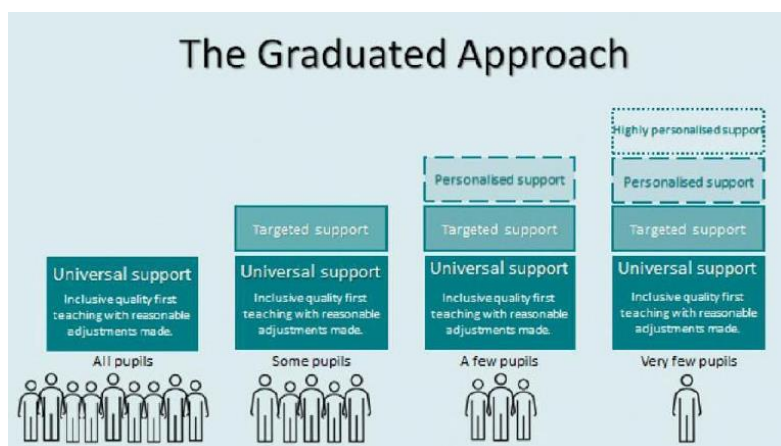 The Graduated Approach
Highly personalised support
Personalised support
Personalised support
Targeted support
Targeted support
Targeted support
Universal support
Inclusive quality first
teaching with reasonable
adjustments made.
Universal support
Inclusive quality first
teaching with reasonable
adjustments made.
Universal support
Inclusive quality first
teaching with reasonable
adjustments made.
Universal support
Inclusive quality first
teaching with reasonable
adjustments made.
All pupils
Some pupils
A few pupils
Very few pupils